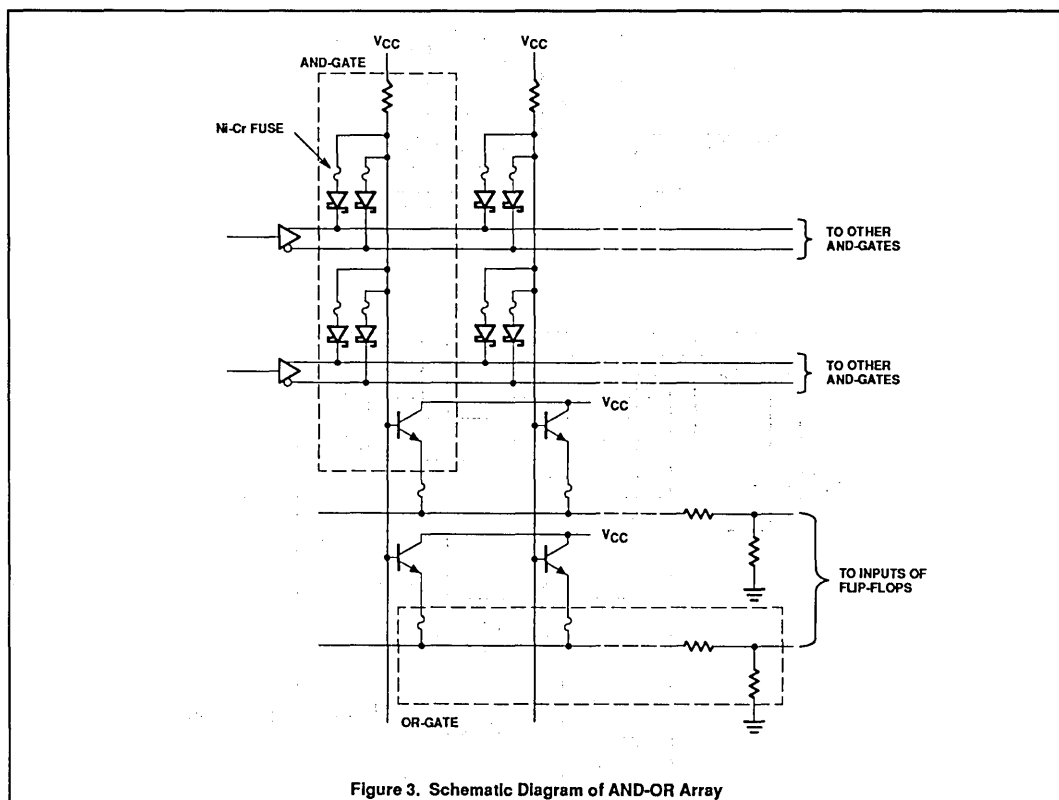 VCC
VCC
AND-GATE
Ni-Cr FUSE
TO OTHER
AND-GATES
TO OTHER
AND-GATES
VCC
VCC
TO INPUTS OF
FLIP-FLOPS
OR-GATE
Figure 3. Schematic Diagram of AND-OR Array